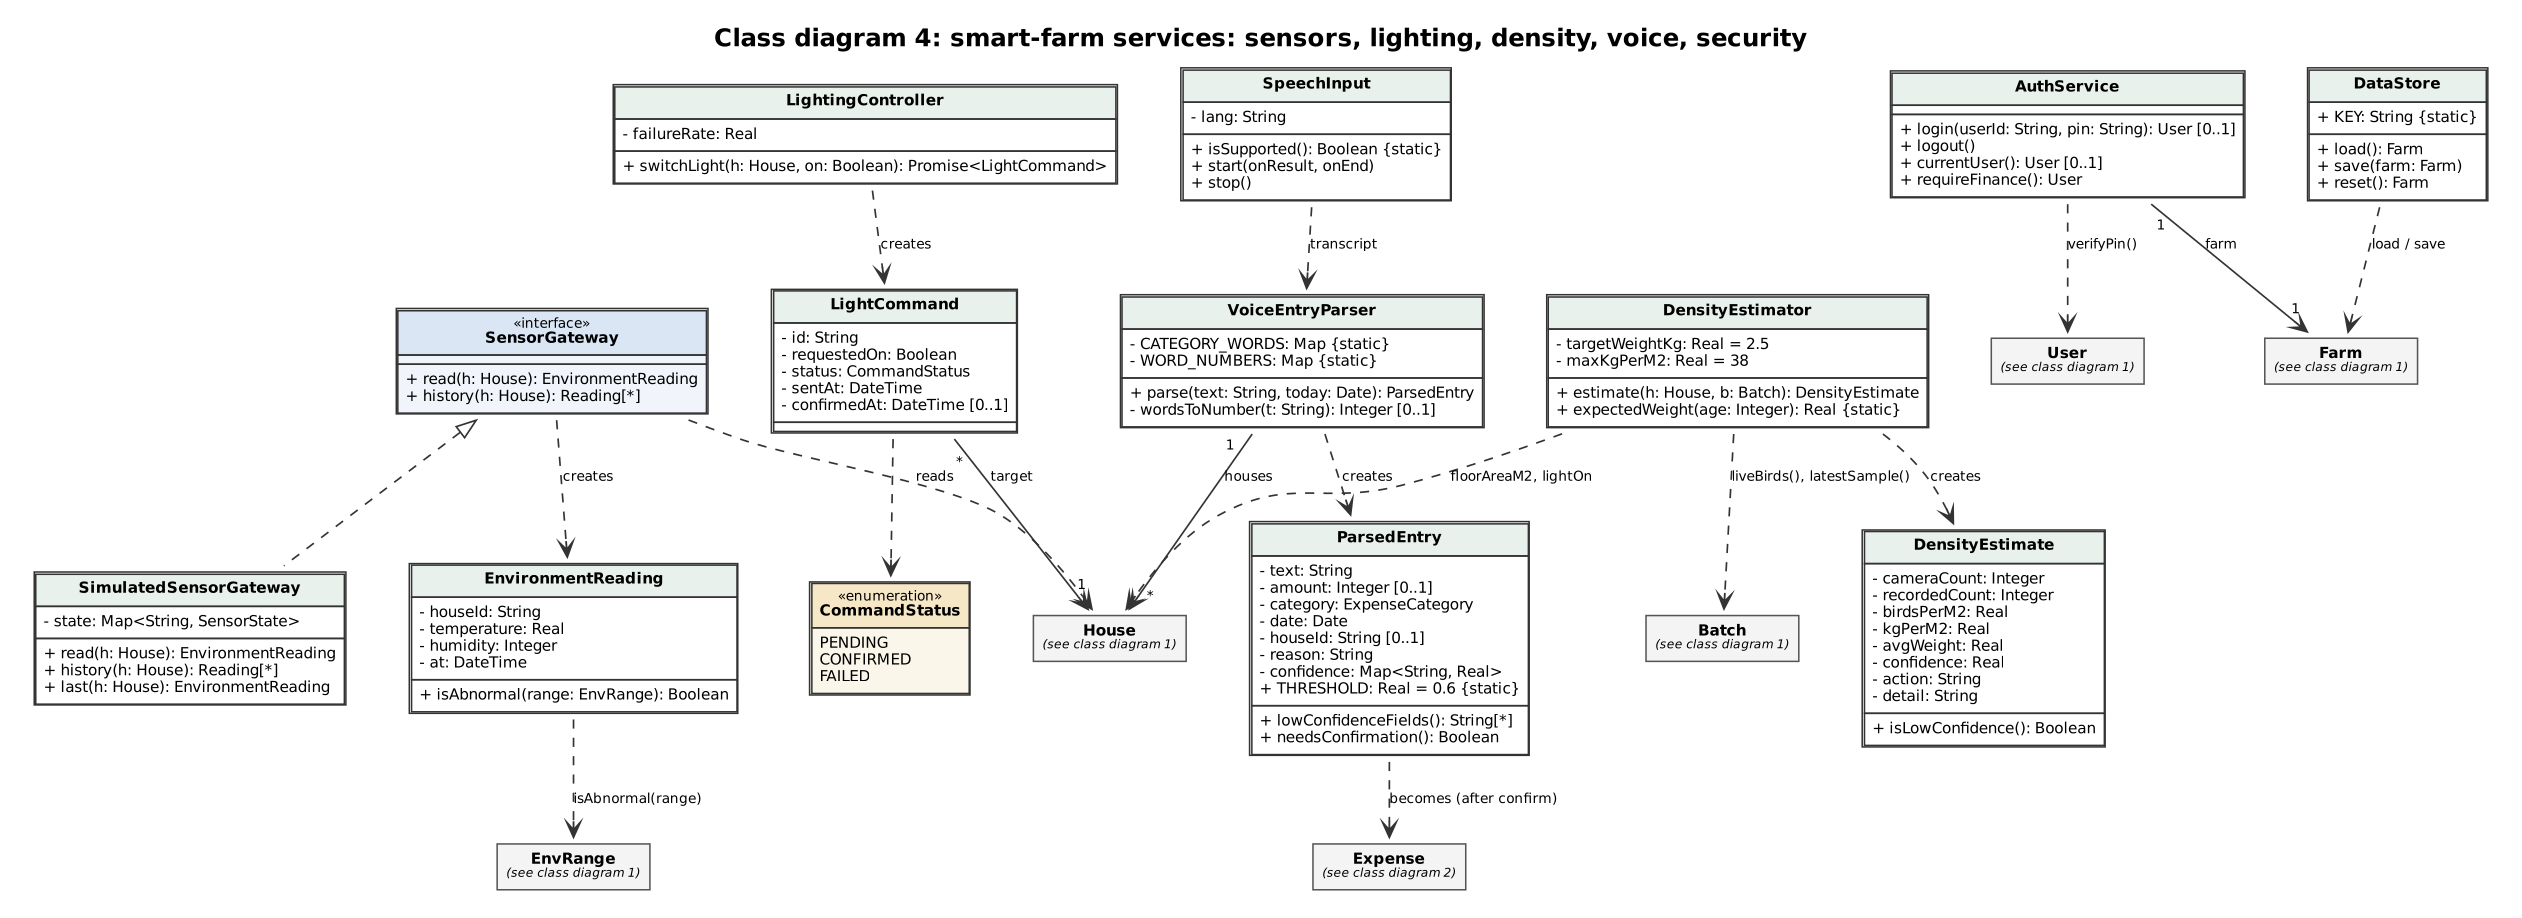 Class diagram 4: smart-farm services: sensors, lighting, density, voice, security
LightingController
- failureRate: Real
+ switchLight(h: House, on: Boolean): Promise<LightCommand>
SpeechInput
- lang: String
+ isSupported(): Boolean {static}
+ start(onResult, onEnd)
+ stop()
AuthService
+ login(userId: String, pin: String): User [0..1]
+ logout()
+ currentUser(): User [0..1]
+ requireFinance(): User
DataStore
+ KEY: String {static}
+ load(): Farm
+ save(farm: Farm)
+ reset(): Farm
creates
transcript
verifyPin()
1
farm
1
load / save
«interface»
SensorGateway
+ read(h: House): EnvironmentReading
+ history(h: House): Reading[*]
LightCommand
- id: String
- requestedOn: Boolean
- status: CommandStatus
- sentAt: DateTime
- confirmedAt: DateTime [0..1]
VoiceEntryParser
- CATEGORY_WORDS: Map {static}
- WORD_NUMBERS: Map {static}
+ parse(text: String, today: Date): ParsedEntry
- wordsToNumber(t: String): Integer [0..1]
DensityEstimator
- targetWeightKg: Real = 2.5
- maxKgPerM2: Real = 38
+ estimate(h: House, b: Batch): DensityEstimate
+ expectedWeight(age: Integer): Real {static}
User
(see class diagram 1)
Farm
(see class diagram 1)
creates
reads
*
target
1
1
houses
*
creates
floorAreaM2, lightOn
liveBirds(), latestSample()
creates
SimulatedSensorGateway
- state: Map<String, SensorState>
+ read(h: House): EnvironmentReading
+ history(h: House): Reading[*]
+ last(h: House): EnvironmentReading
EnvironmentReading
- houseId: String
- temperature: Real
- humidity: Integer
- at: DateTime
+ isAbnormal(range: EnvRange): Boolean
«enumeration»
CommandStatus
PENDING
CONFIRMED
FAILED
House
(see class diagram 1)
ParsedEntry
- text: String
- amount: Integer [0..1]
- category: ExpenseCategory
- date: Date
- houseId: String [0..1]
- reason: String
- confidence: Map<String, Real>
+ THRESHOLD: Real = 0.6 {static}
+ lowConfidenceFields(): String[*]
+ needsConfirmation(): Boolean
Batch
(see class diagram 1)
DensityEstimate
- cameraCount: Integer
- recordedCount: Integer
- birdsPerM2: Real
- kgPerM2: Real
- avgWeight: Real
- confidence: Real
- action: String
- detail: String
+ isLowConfidence(): Boolean
isAbnormal(range)
becomes (after confirm)
EnvRange
(see class diagram 1)
Expense
(see class diagram 2)